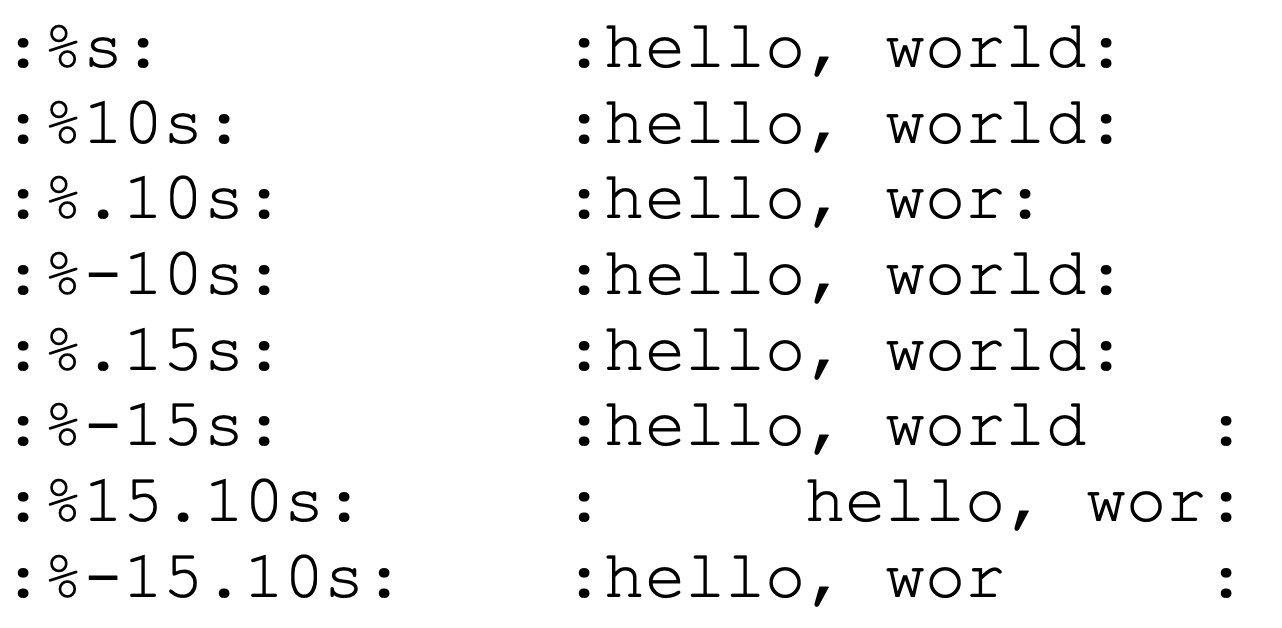 :%s:           :hello, world:
:%10s:         :hello, world:
:%.10s:        :hello, wor:
:%-10s:        :hello, world:
:%.15s:        :hello, world:
:%-15s:        :hello, world   :
:%15.10s:      :     hello, wor:
:%-15.10s:     :hello, wor     :